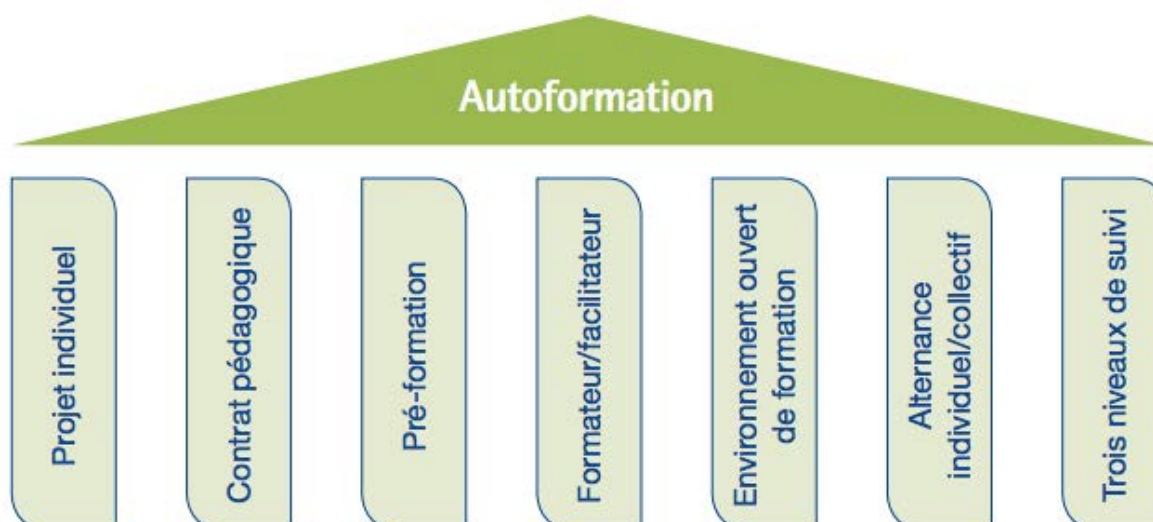 Autoformation
Projet individuel
Contrat pédagogique
Pré-formation
Formateur/facilitateur
Environnement ouvert
de formation
Alternance
individuel/collectif
Trois niveaux de suivi